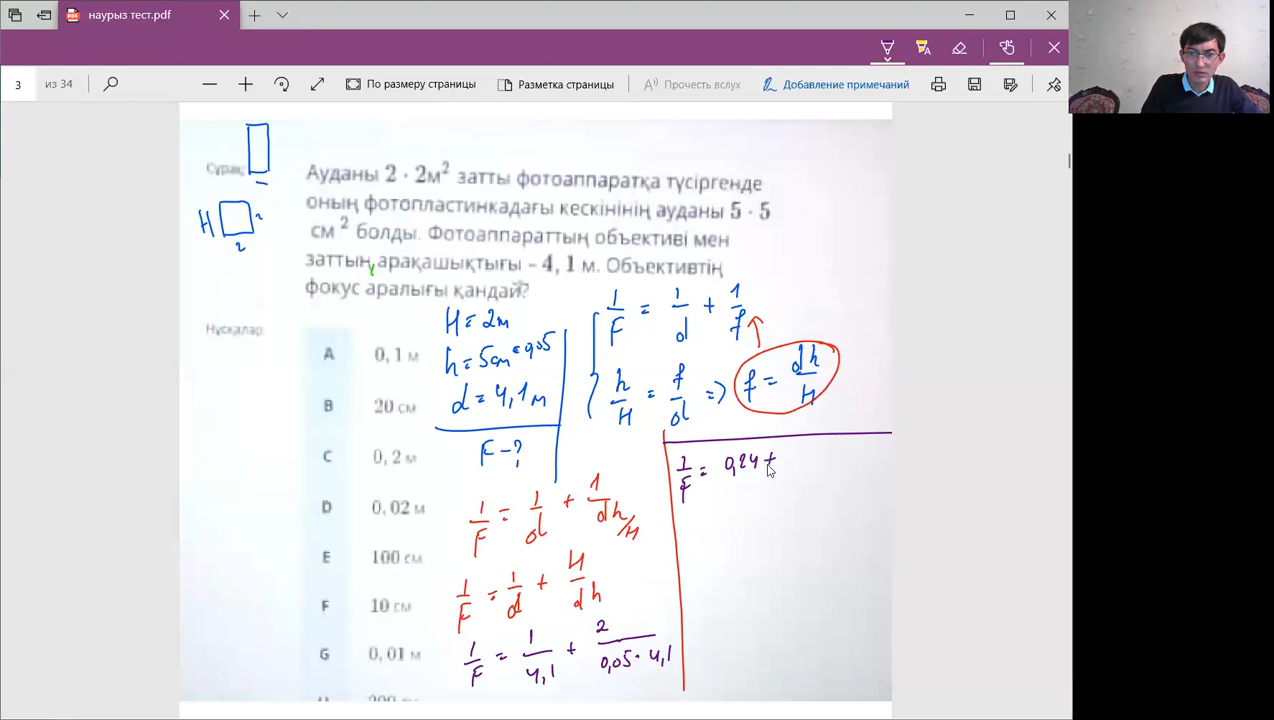 наурыз тест.pdf
3 из 34
По размеру страницы
Разметка страницы
Прочесть вслух
Добавление примечаний
Сұрақ
Ауданы 2 · 2м² затты фотоаппаратқа түсіргенде
оның фотопластинкадағы кескінінің ауданы 5 · 5
см ² болды. Фотоаппараттың объективі мен
заттың арақашықтығы – 4, 1 м. Объективтің
фокус аралығы қандай?
H 2
2
Нұсқалар
A 0, 1 м
B 20 см
C 0, 2 м
D 0, 02 м
E 100 см
F 10 см
G 0, 01 м
H = 2м
h = 5см = 0,05
d = 4,1м
F - ?
1/F = 1/d + 1/f
h/H = f/d => f = dh/H
1/F = 1/d + 1/dh/H
1/F = 1/d + H/dh
1/F = 1/4,1 + 2/0,05 · 4,1
1/F = 0,24 +